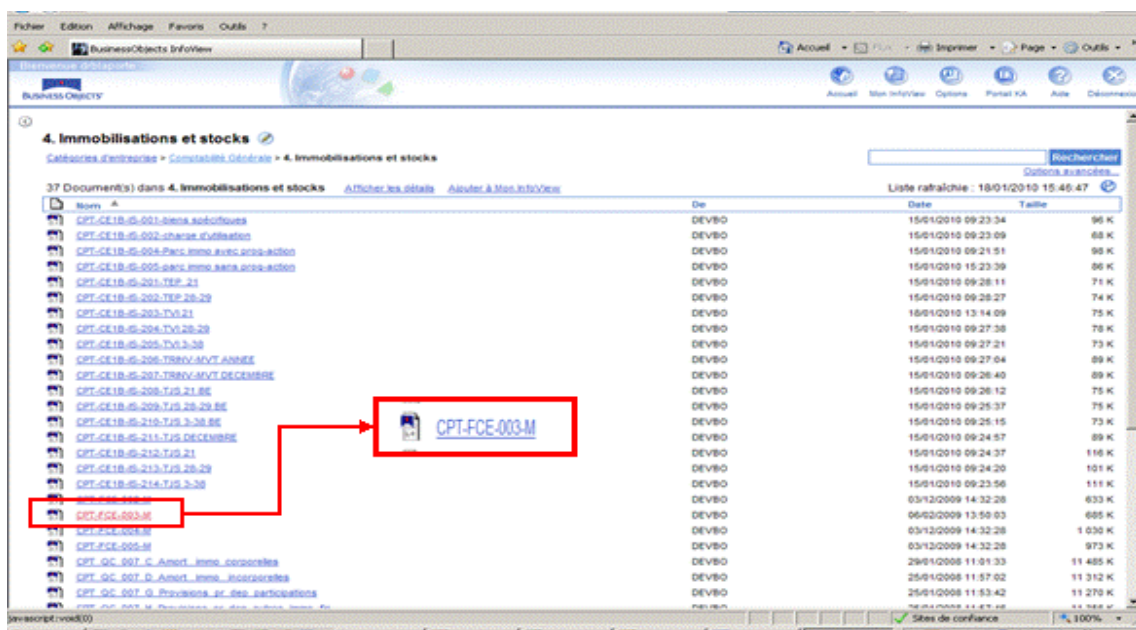 Fichier Edition Affichage Favoris Outils ?
BusinessObjects InfoView Accueil Imprimer Page Outils
Bienvenue drblaporte
BUSINESS OBJECTS Accueil Mon InfoView Options Portail KA Aide Déconnexio
4. Immobilisations et stocks
Catégories d'entreprise > Comptabilité Générale > 4. Immobilisations et stocks Rechercher
Options avancées...
37 Document(s) dans 4. Immobilisations et stocks Afficher les détails Ajouter à Mon InfoView Liste rafraîchie : 18/01/2010 15:46:47
Nom De Date Taille
CPT-CE1B-IS-001-biens spécifiques DEVBO 15/01/2010 09:23:34 96 K
CPT-CE1B-IS-002-charge d'utilisation DEVBO 15/01/2010 09:23:09 68 K
CPT-CE1B-IS-004-Parc immo avec prog-action DEVBO 15/01/2010 09:21:51 98 K
CPT-CE1B-IS-005-parc immo sans prog-action DEVBO 15/01/2010 15:23:39 86 K
CPT-CE1B-IS-201-TEP 21 DEVBO 15/01/2010 09:28:11 71 K
CPT-CE1B-IS-202-TEP 28-29 DEVBO 15/01/2010 09:28:27 74 K
CPT-CE1B-IS-203-TVI 21 DEVBO 18/01/2010 13:14:09 75 K
CPT-CE1B-IS-204-TVI 28-29 DEVBO 15/01/2010 09:27:38 78 K
CPT-CE1B-IS-205-TVI 3-38 DEVBO 15/01/2010 09:27:21 73 K
CPT-CE1B-IS-206-TRINV-MVT ANNEE DEVBO 15/01/2010 09:27:04 89 K
CPT-CE1B-IS-207-TRINV-MVT DECEMBRE DEVBO 15/01/2010 09:26:40 89 K
CPT-CE1B-IS-208-TJS 21 BE DEVBO 15/01/2010 09:26:12 75 K
CPT-CE1B-IS-209-TJS 28-29 BE DEVBO 15/01/2010 09:25:37 75 K
CPT-CE1B-IS-210-TJS 3-38 BE DEVBO 15/01/2010 09:25:15 73 K
CPT-FCE-003-M
CPT-CE1B-IS-211-TJS DECEMBRE DEVBO 15/01/2010 09:24:57 89 K
CPT-CE1B-IS-212-TJS 21 DEVBO 15/01/2010 09:24:37 116 K
CPT-CE1B-IS-213-TJS 28-29 DEVBO 15/01/2010 09:24:20 101 K
CPT-CE1B-IS-214-TJS 3-38 DEVBO 15/01/2010 09:23:56 111 K
DEVBO 03/12/2009 14:32:28 633 K
CPT-FCE-003-M DEVBO 06/02/2009 13:50:03 685 K
CPT-FCE-004-M DEVBO 03/12/2009 14:32:28 1 030 K
CPT-FCE-005-M DEVBO 03/12/2009 14:32:28 973 K
CPT_QC_007_C_Amort_immo_corporelles DEVBO 29/01/2008 11:01:33 11 485 K
CPT_QC_007_D_Amort_immo_incorporelles DEVBO 25/01/2008 11:57:02 11 312 K
CPT_QC_007_G_Provisions_pr_dep_participations DEVBO 25/01/2008 11:53:42 11 270 K
javascript:void(0) Sites de confiance 100%